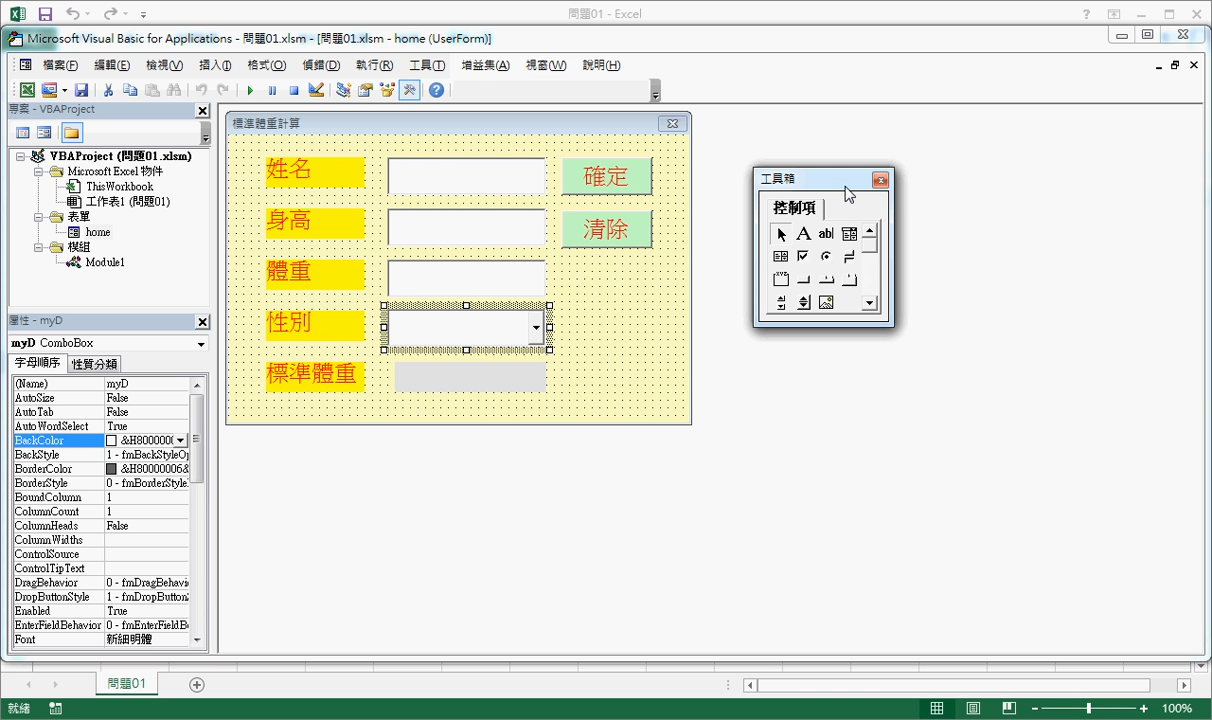 問題01 - Excel
Microsoft Visual Basic for Applications - 問題01.xlsm - [問題01.xlsm - home (UserForm)]
檔案(F) 編輯(E) 檢視(V) 插入(I) 格式(O) 偵錯(D) 執行(R) 工具(T) 增益集(A) 視窗(W) 說明(H)
專案 - VBAProject
VBAProject (問題01.xlsm)
Microsoft Excel 物件
ThisWorkbook
工作表1 (問題01)
表單
home
模組
Module1
屬性 - myD
myD ComboBox
字母順序 性質分類
(Name) myD
AutoSize False
AutoTab False
AutoWordSelect True
BackColor &H800000
BackStyle 1 - fmBackStyleOp
BorderColor &H80000006&
BorderStyle 0 - fmBorderStyle
BoundColumn 1
ColumnCount 1
ColumnHeads False
ColumnWidths
ControlSource
ControlTipText
DragBehavior 0 - fmDragBehavi
DropButtonStyle 1 - fmDropButton
Enabled True
EnterFieldBehavior 0 - fmEnterFieldB
Font 新細明體
標準體重計算
姓名
確定
身高
清除
體重
性別
標準體重
工具箱
控制項
A ab|
XYZ
問題01
就緒
100%